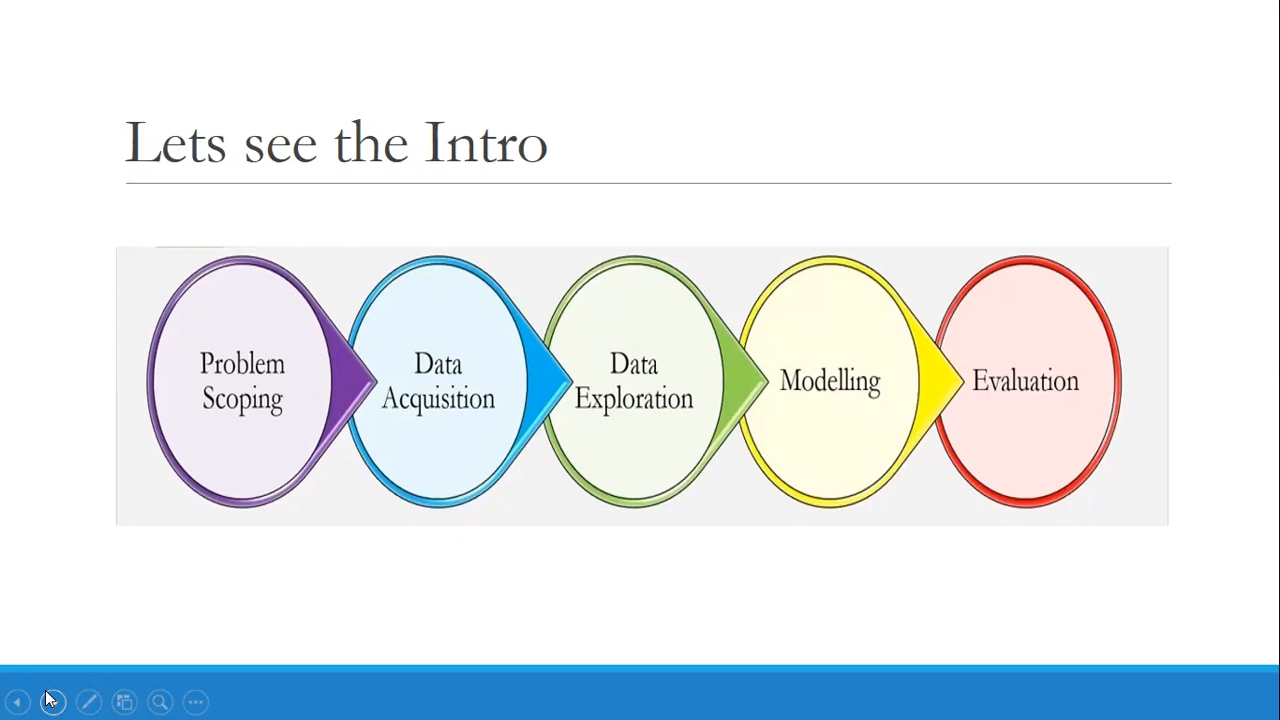 Lets see the Intro
Problem
Scoping
Data
Acquisition
Data
Exploration
Modelling
Evaluation